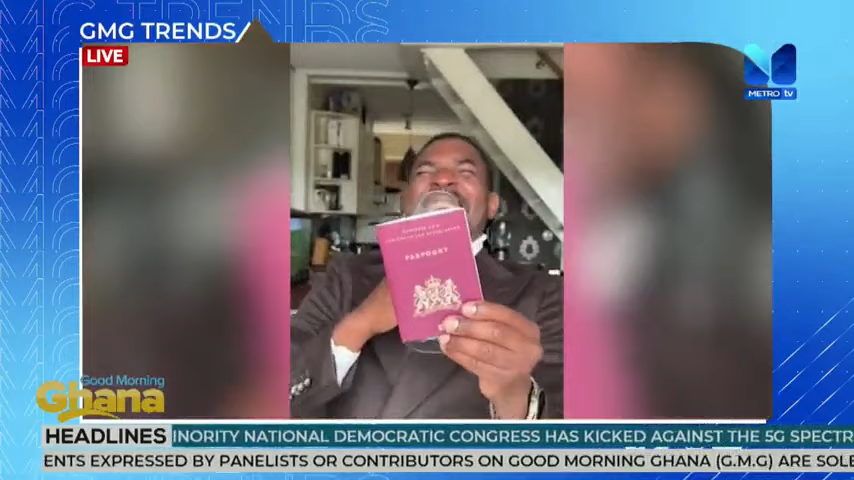 GMG TRENDS/
LIVE
METRO tv
PASPOORT
Good Morning
Ghana
HEADLINES
INORITY NATIONAL DEMOCRATIC CONGRESS HAS KICKED AGAINST THE 5G SPECTR
ENTS EXPRESSED BY PANELISTS OR CONTRIBUTORS ON GOOD MORNING GHANA (G.M.G) ARE SOLE